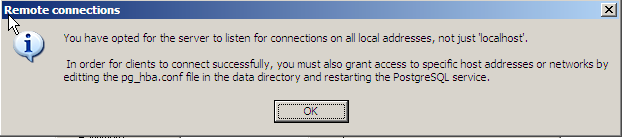 Remote connections
You have opted for the server to listen for connections on all local addresses, not just 'localhost'.
In order for clients to connect successfully, you must also grant access to specific host addresses or networks by
editting the pg_hba.conf file in the data directory and restarting the PostgreSQL service.
OK